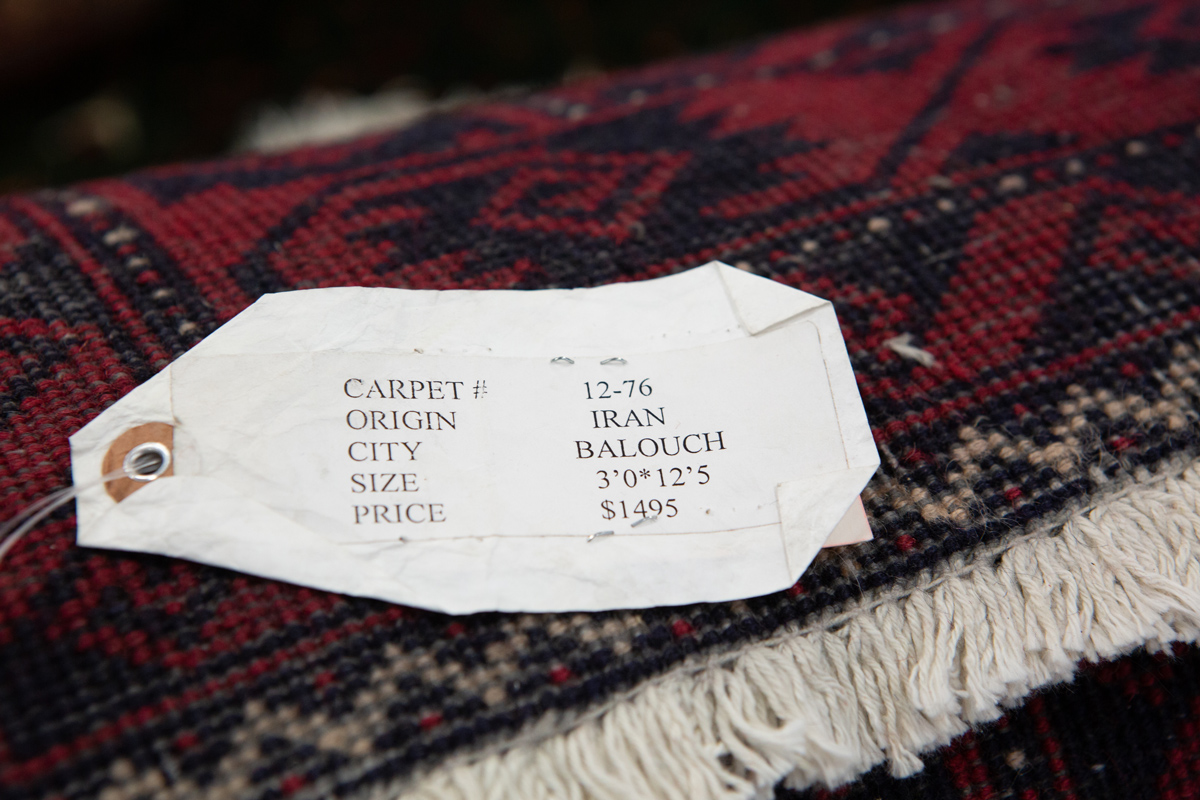 CARPET # 12-76
ORIGIN IRAN
CITY BALOUCH
SIZE 3'0*12'5
PRICE $1495